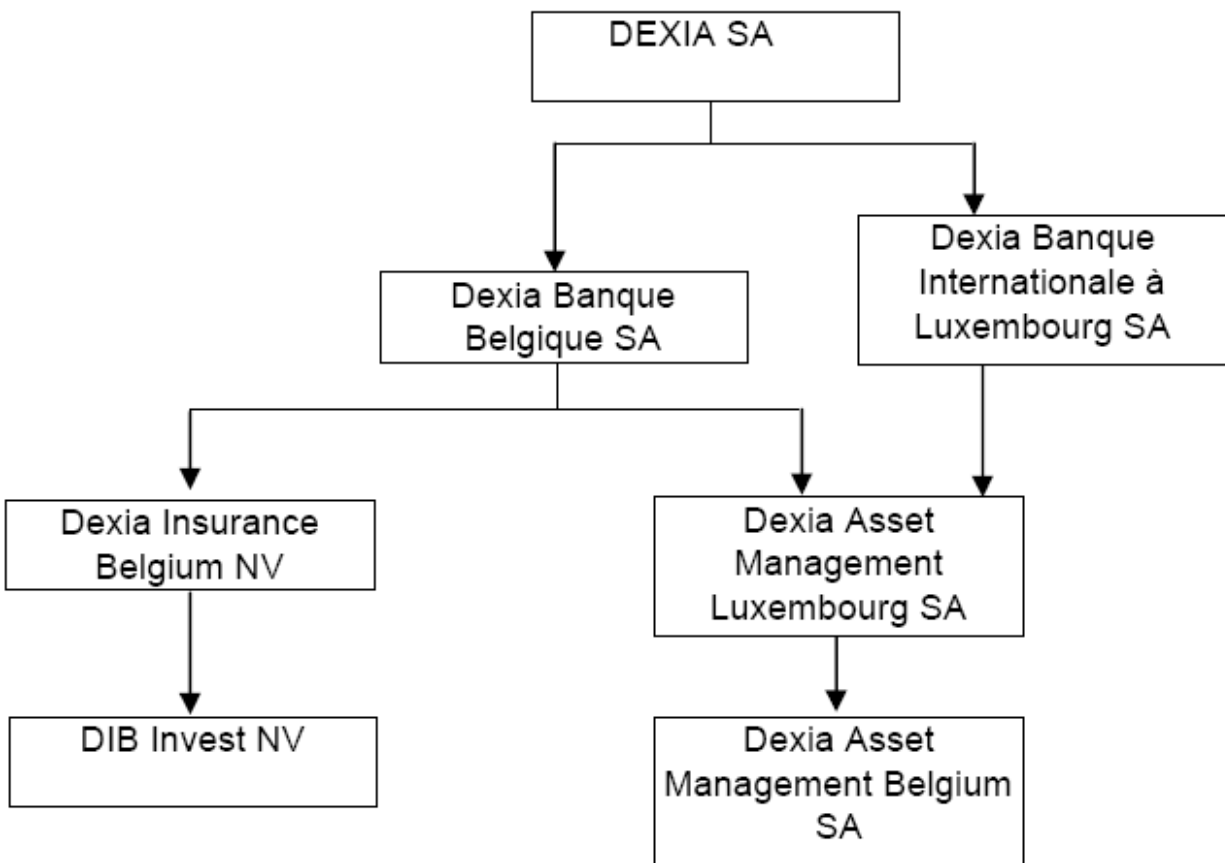 DEXIA SA
Dexia Banque
Internationale à
Luxembourg SA
Dexia Banque
Belgique SA
Dexia Insurance
Belgium NV
Dexia Asset
Management
Luxembourg SA
DIB Invest NV
Dexia Asset
Management Belgium
SA